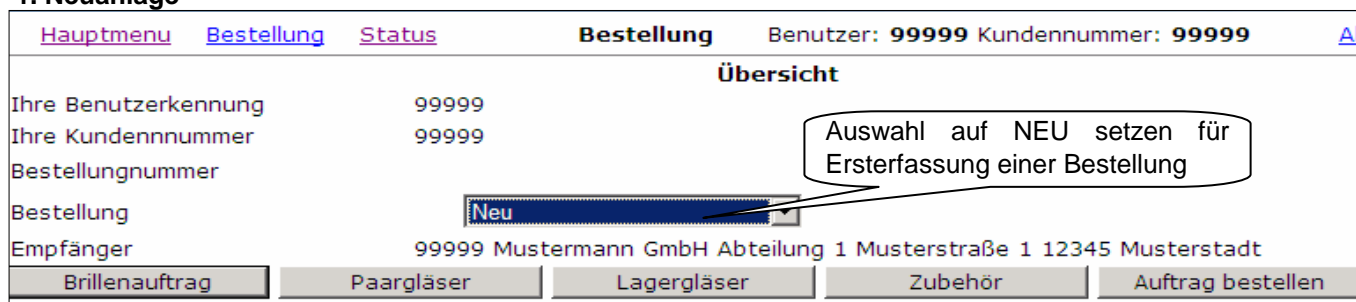 1. Neuanlage
Hauptmenu Bestellung Status Bestellung Benutzer: 99999 Kundennummer: 99999
Übersicht
Ihre Benutzerkennung 99999
Ihre Kundennnummer 99999
Auswahl auf NEU setzen für
Ersterfassung einer Bestellung
Bestellungnummer
Bestellung Neu
Empfänger 99999 Mustermann GmbH Abteilung 1 Musterstraße 1 12345 Musterstadt
Brillenauftrag Paargläser Lagergläser Zubehör Auftrag bestellen